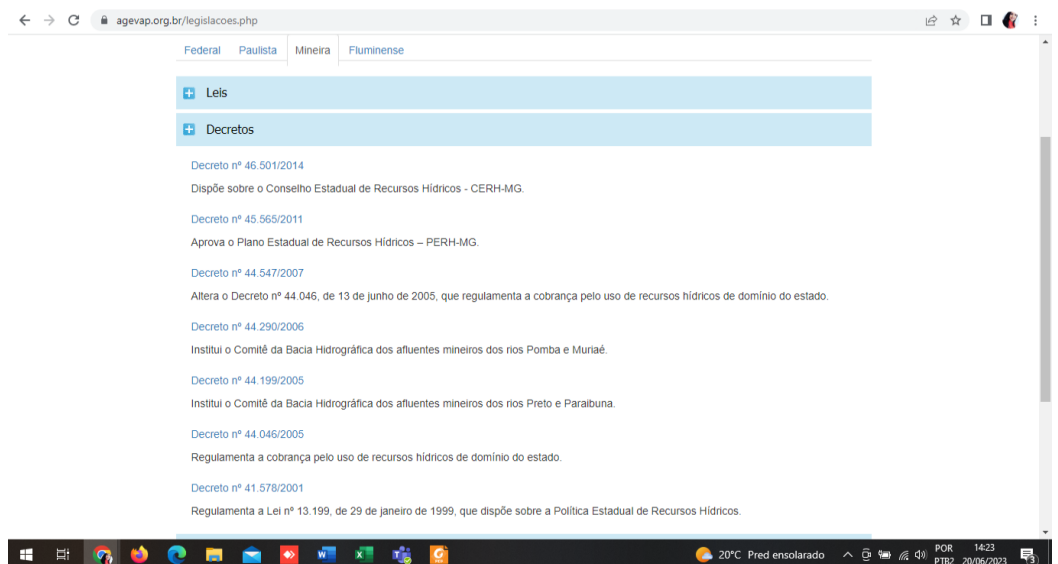 agevap.org.br/legislacoes.php
Federal Paulista Mineira Fluminense
Leis
Decretos
Decreto nº 46.501/2014
Dispõe sobre o Conselho Estadual de Recursos Hídricos - CERH-MG.
Decreto nº 45.565/2011
Aprova o Plano Estadual de Recursos Hídricos – PERH-MG.
Decreto nº 44.547/2007
Altera o Decreto nº 44.046, de 13 de junho de 2005, que regulamenta a cobrança pelo uso de recursos hídricos de domínio do estado.
Decreto nº 44.290/2006
Institui o Comitê da Bacia Hidrográfica dos afluentes mineiros dos rios Pomba e Muriaé.
Decreto nº 44.199/2005
Institui o Comitê da Bacia Hidrográfica dos afluentes mineiros dos rios Preto e Paraibuna.
Decreto nº 44.046/2005
Regulamenta a cobrança pelo uso de recursos hídricos de domínio do estado.
Decreto nº 41.578/2001
Regulamenta a Lei nº 13.199, de 29 de janeiro de 1999, que dispõe sobre a Política Estadual de Recursos Hídricos.
20°C Pred ensolarado POR 14:23
PTB2 20/06/2023